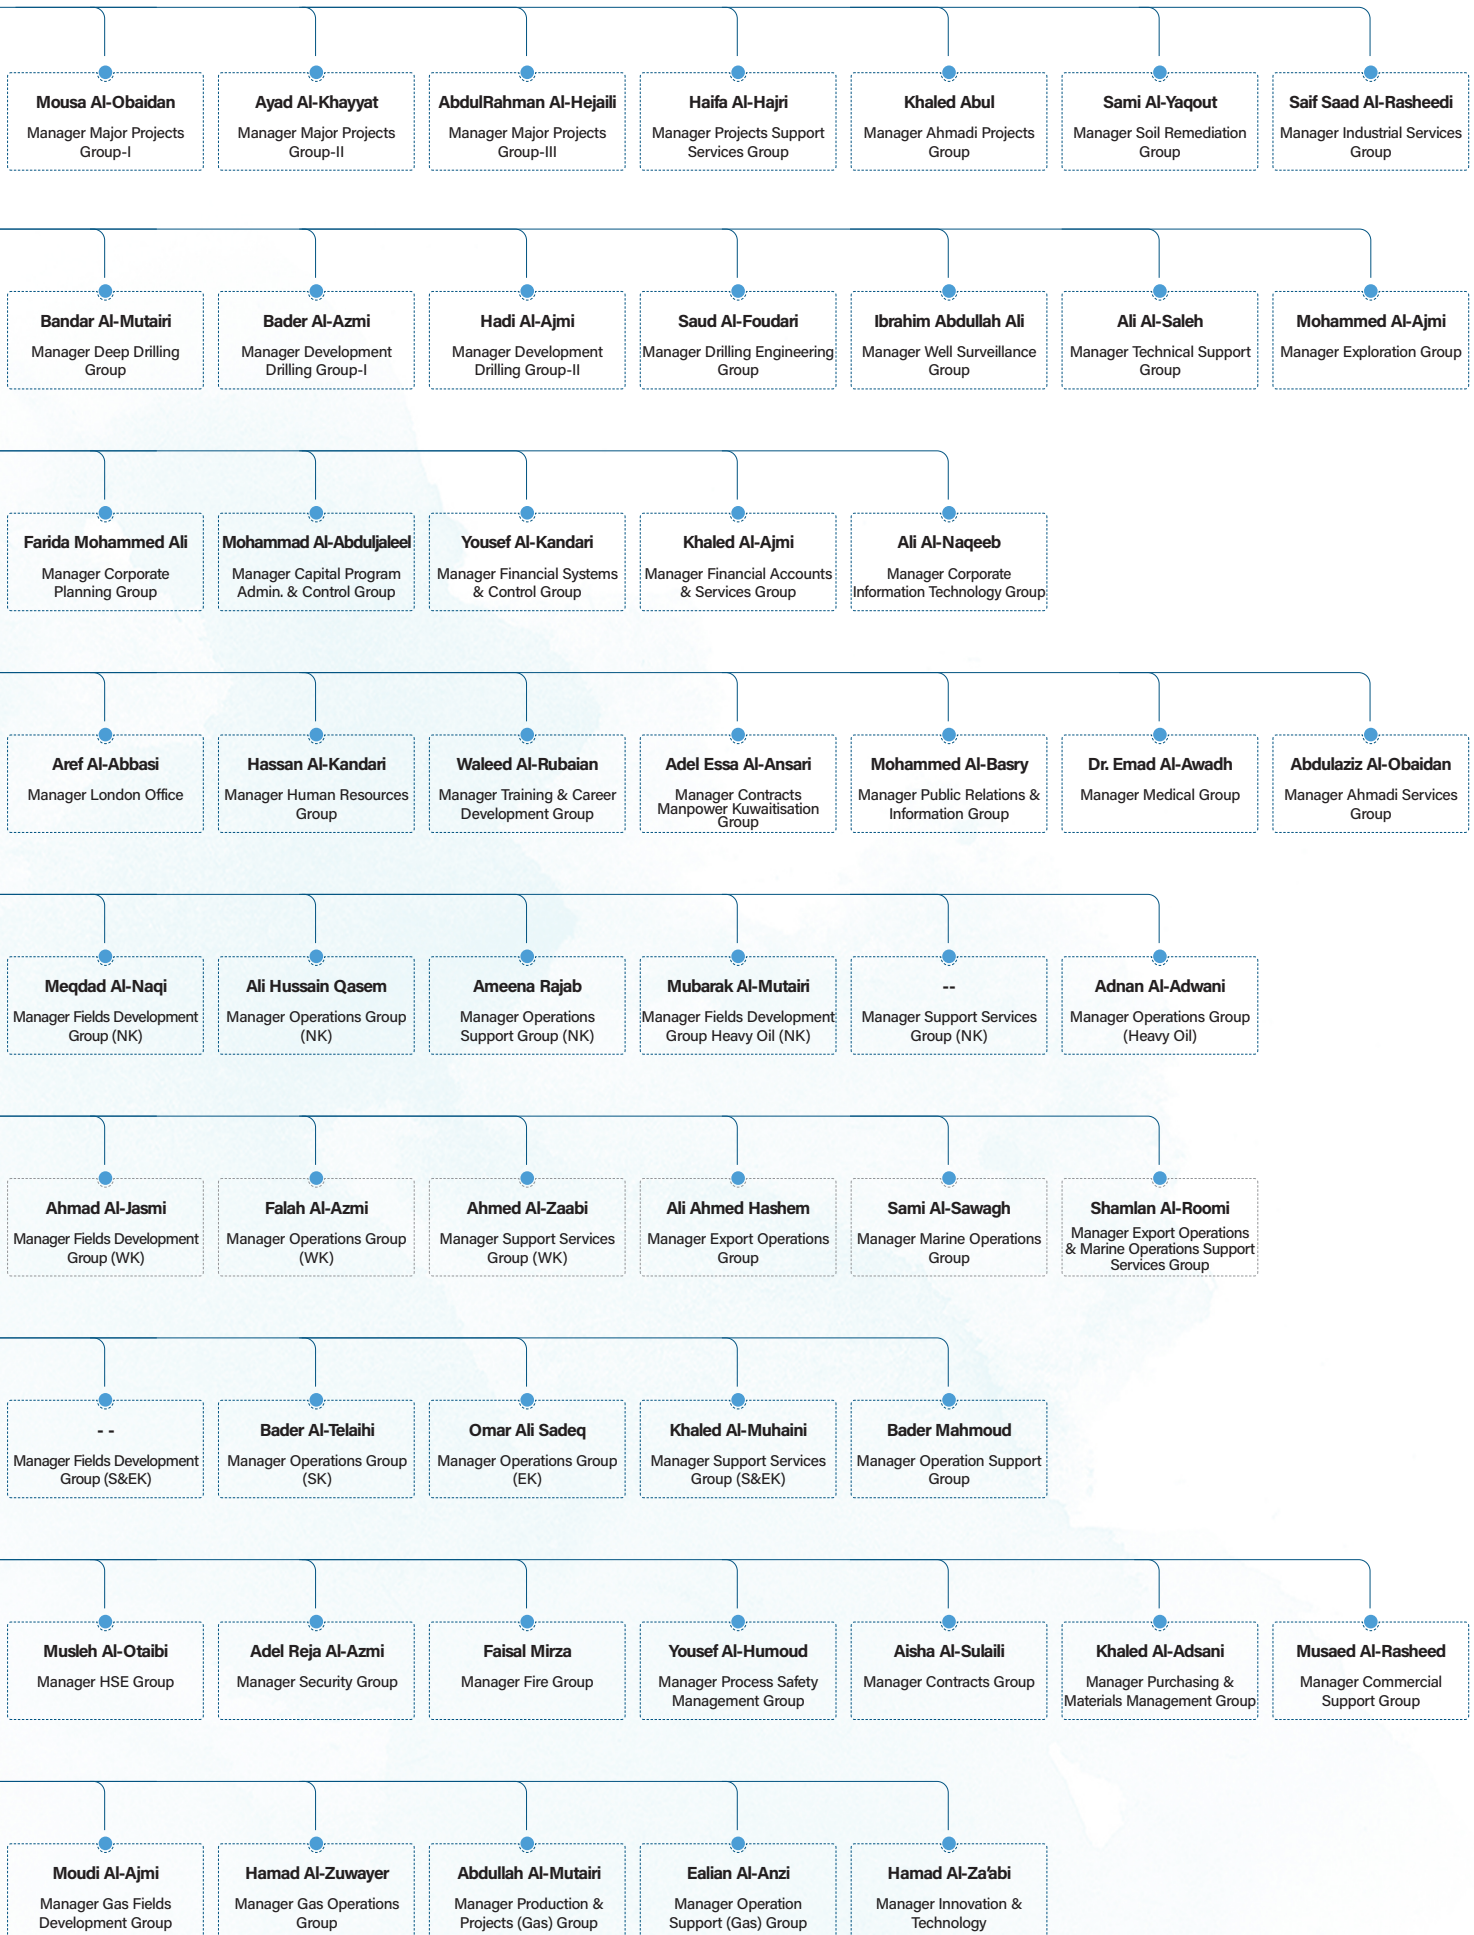 Mousa Al-Obaidan
Manager Major Projects
Group-I
Ayad Al-Khayyat
Manager Major Projects
Group-II
AbdulRahman Al-Hejaili
Manager Major Projects
Group-III
Haifa Al-Hajri
Manager Projects Support
Services Group
Khaled Abul
Manager Ahmadi Projects
Group
Sami Al-Yaqout
Manager Soil Remediation
Group
Saif Saad Al-Rasheedi
Manager Industrial Services
Group
Bandar Al-Mutairi
Manager Deep Drilling
Group
Bader Al-Azmi
Manager Development
Drilling Group-I
Hadi Al-Ajmi
Manager Development
Drilling Group-II
Saud Al-Foudari
Manager Drilling Engineering
Group
Ibrahim Abdullah Ali
Manager Well Surveillance
Group
Ali Al-Saleh
Manager Technical Support
Group
Mohammed Al-Ajmi
Manager Exploration Group
Farida Mohammed Ali
Manager Corporate
Planning Group
Mohammad Al-Abduljaleel
Manager Capital Program
Admin. & Control Group
Yousef Al-Kandari
Manager Financial Systems
& Control Group
Khaled Al-Ajmi
Manager Financial Accounts
& Services Group
Ali Al-Naqeeb
Manager Corporate
Information Technology Group
Aref Al-Abbasi
Manager London Office
Hassan Al-Kandari
Manager Human Resources
Group
Waleed Al-Rubaian
Manager Training & Career
Development Group
Adel Essa Al-Ansari
Manager Contracts
Manpower Kuwaitisation
Group
Mohammed Al-Basry
Manager Public Relations &
Information Group
Dr. Emad Al-Awadh
Manager Medical Group
Abdulaziz Al-Obaidan
Manager Ahmadi Services
Group
Meqdad Al-Naqi
Manager Fields Development
Group (NK)
Ali Hussain Qasem
Manager Operations Group
(NK)
Ameena Rajab
Manager Operations
Support Group (NK)
Mubarak Al-Mutairi
Manager Fields Development
Group Heavy Oil (NK)
--
Manager Support Services
Group (NK)
Adnan Al-Adwani
Manager Operations Group
(Heavy Oil)
Ahmad Al-Jasmi
Manager Fields Development
Group (WK)
Falah Al-Azmi
Manager Operations Group
(WK)
Ahmed Al-Zaabi
Manager Support Services
Group (WK)
Ali Ahmed Hashem
Manager Export Operations
Group
Sami Al-Sawagh
Manager Marine Operations
Group
Shamlan Al-Roomi
Manager Export Operations
& Marine Operations Support
Services Group
- -
Manager Fields Development
Group (S&EK)
Bader Al-Telaihi
Manager Operations Group
(SK)
Omar Ali Sadeq
Manager Operations Group
(EK)
Khaled Al-Muhaini
Manager Support Services
Group (S&EK)
Bader Mahmoud
Manager Operation Support
Group
Musleh Al-Otaibi
Manager HSE Group
Adel Reja Al-Azmi
Manager Security Group
Faisal Mirza
Manager Fire Group
Yousef Al-Humoud
Manager Process Safety
Management Group
Aisha Al-Sulaili
Manager Contracts Group
Khaled Al-Adsani
Manager Purchasing &
Materials Management Group
Musaed Al-Rasheed
Manager Commercial
Support Group
Moudi Al-Ajmi
Manager Gas Fields
Development Group
Hamad Al-Zuwayer
Manager Gas Operations
Group
Abdullah Al-Mutairi
Manager Production &
Projects (Gas) Group
Ealian Al-Anzi
Manager Operation
Support (Gas) Group
Hamad Al-Za'abi
Manager Innovation &
Technology